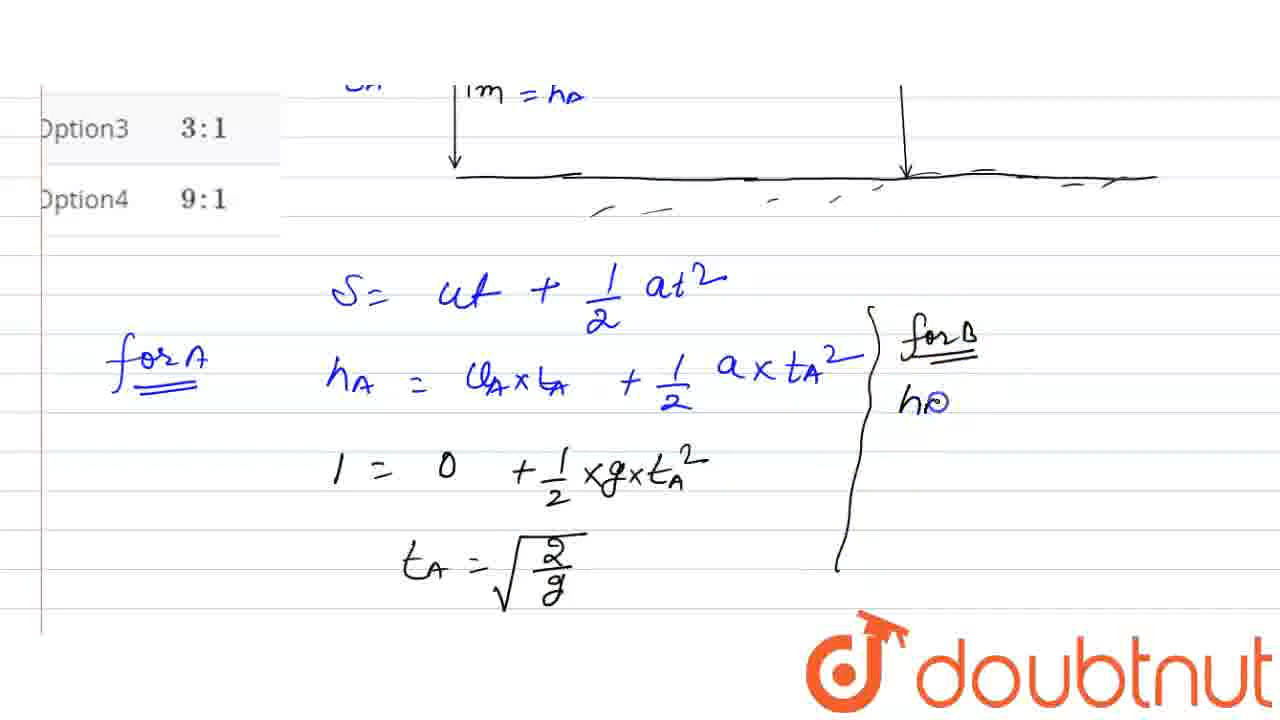 1m = hA
Option3 3:1
Option4 9:1
S = ut + 1/2 at²
for A hA = uA × tA + 1/2 a × tA²
for B
h
1 = 0 + 1/2 × g × tA²
tA = √2/g
doubtnut